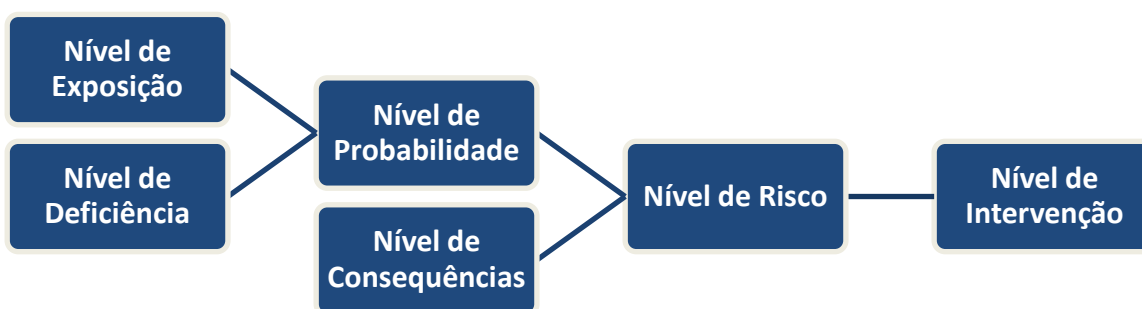 Nível de
Exposição
Nível de
Deficiência
Nível de
Probabilidade
Nível de
Consequências
Nível de Risco
Nível de
Intervenção